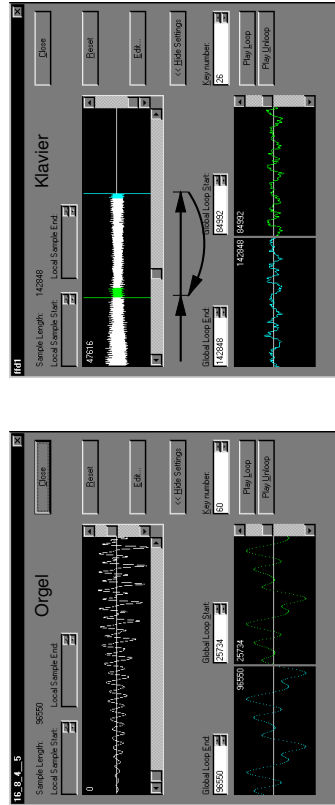 ffd1
Sample Length: 142848
Local Sample Start: Local Sample End:
Klavier
Close
47616
Reset
Edit...
<< Hide Settings
Global Loop End: Global Loop Start: Key number:
142848 84992 26
142848 84992
Play Loop
Play Unloop
16_8_4__5
Sample Length: 96550
Local Sample Start: Local Sample End:
Orgel
Close
0
Reset
Edit...
<< Hide Settings
Global Loop End: Global Loop Start: Key number:
96550 25734 60
96550 25734
Play Loop
Play Unloop